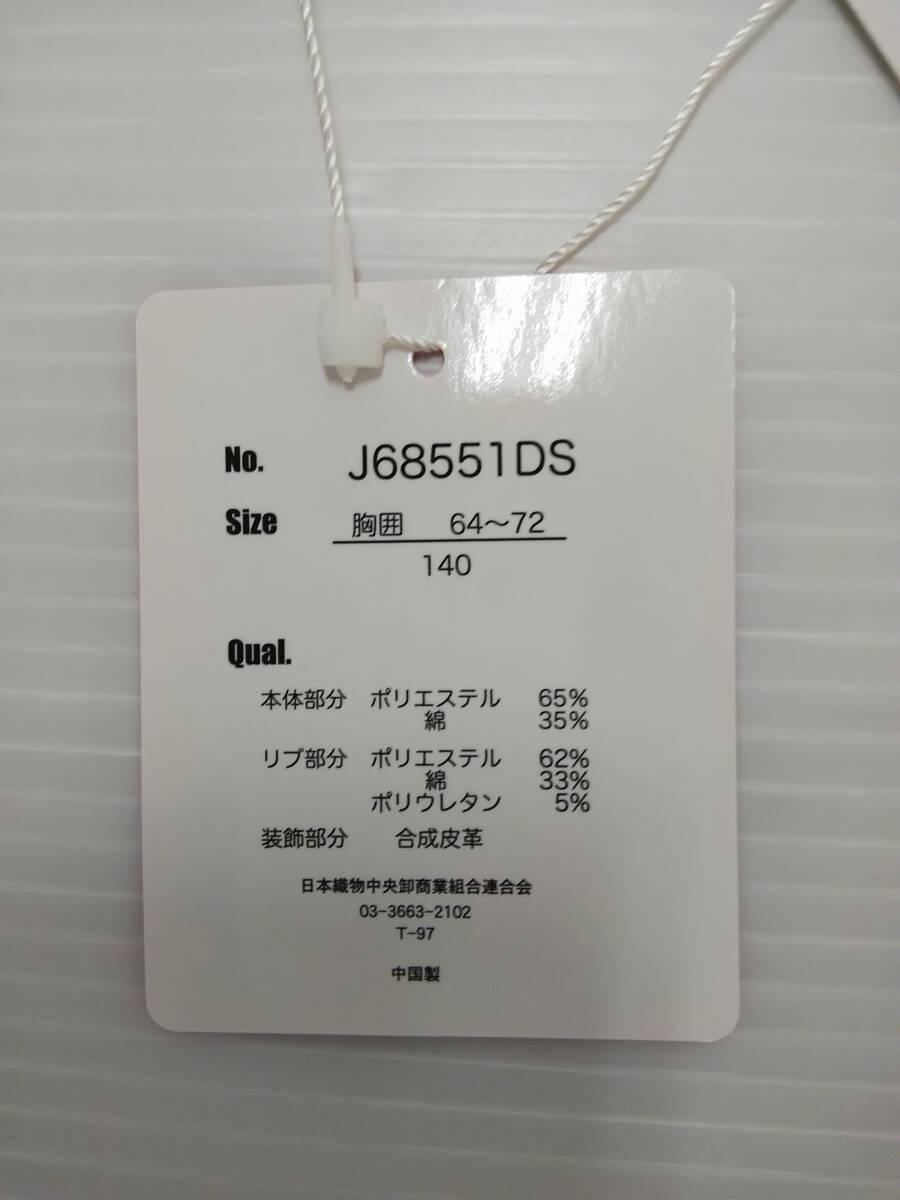 No. J68551DS
Size 胸囲 64〜72
140
Qual.
本体部分 ポリエステル 65%
綿 35%
リブ部分 ポリエステル 62%
綿 33%
ポリウレタン 5%
装飾部分 合成皮革
日本織物中央卸商業組合連合会
03-3663-2102
T-97
中国製